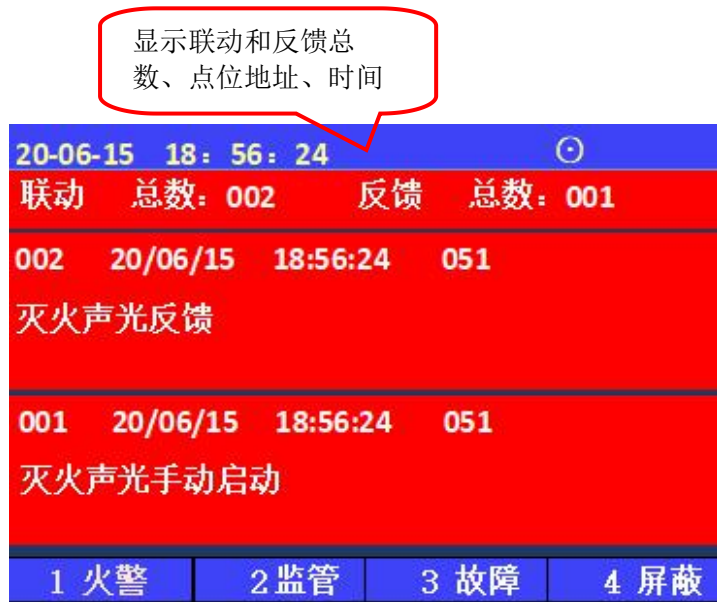 显示联动和反馈总
数、点位地址、时间
20-06-15 18：56：24 ⊙
联动 总数：002 反馈 总数：001
002 20/06/15 18:56:24 051
灭火声光反馈
001 20/06/15 18:56:24 051
灭火声光手动启动
1 火警 2监管 3 故障 4 屏蔽